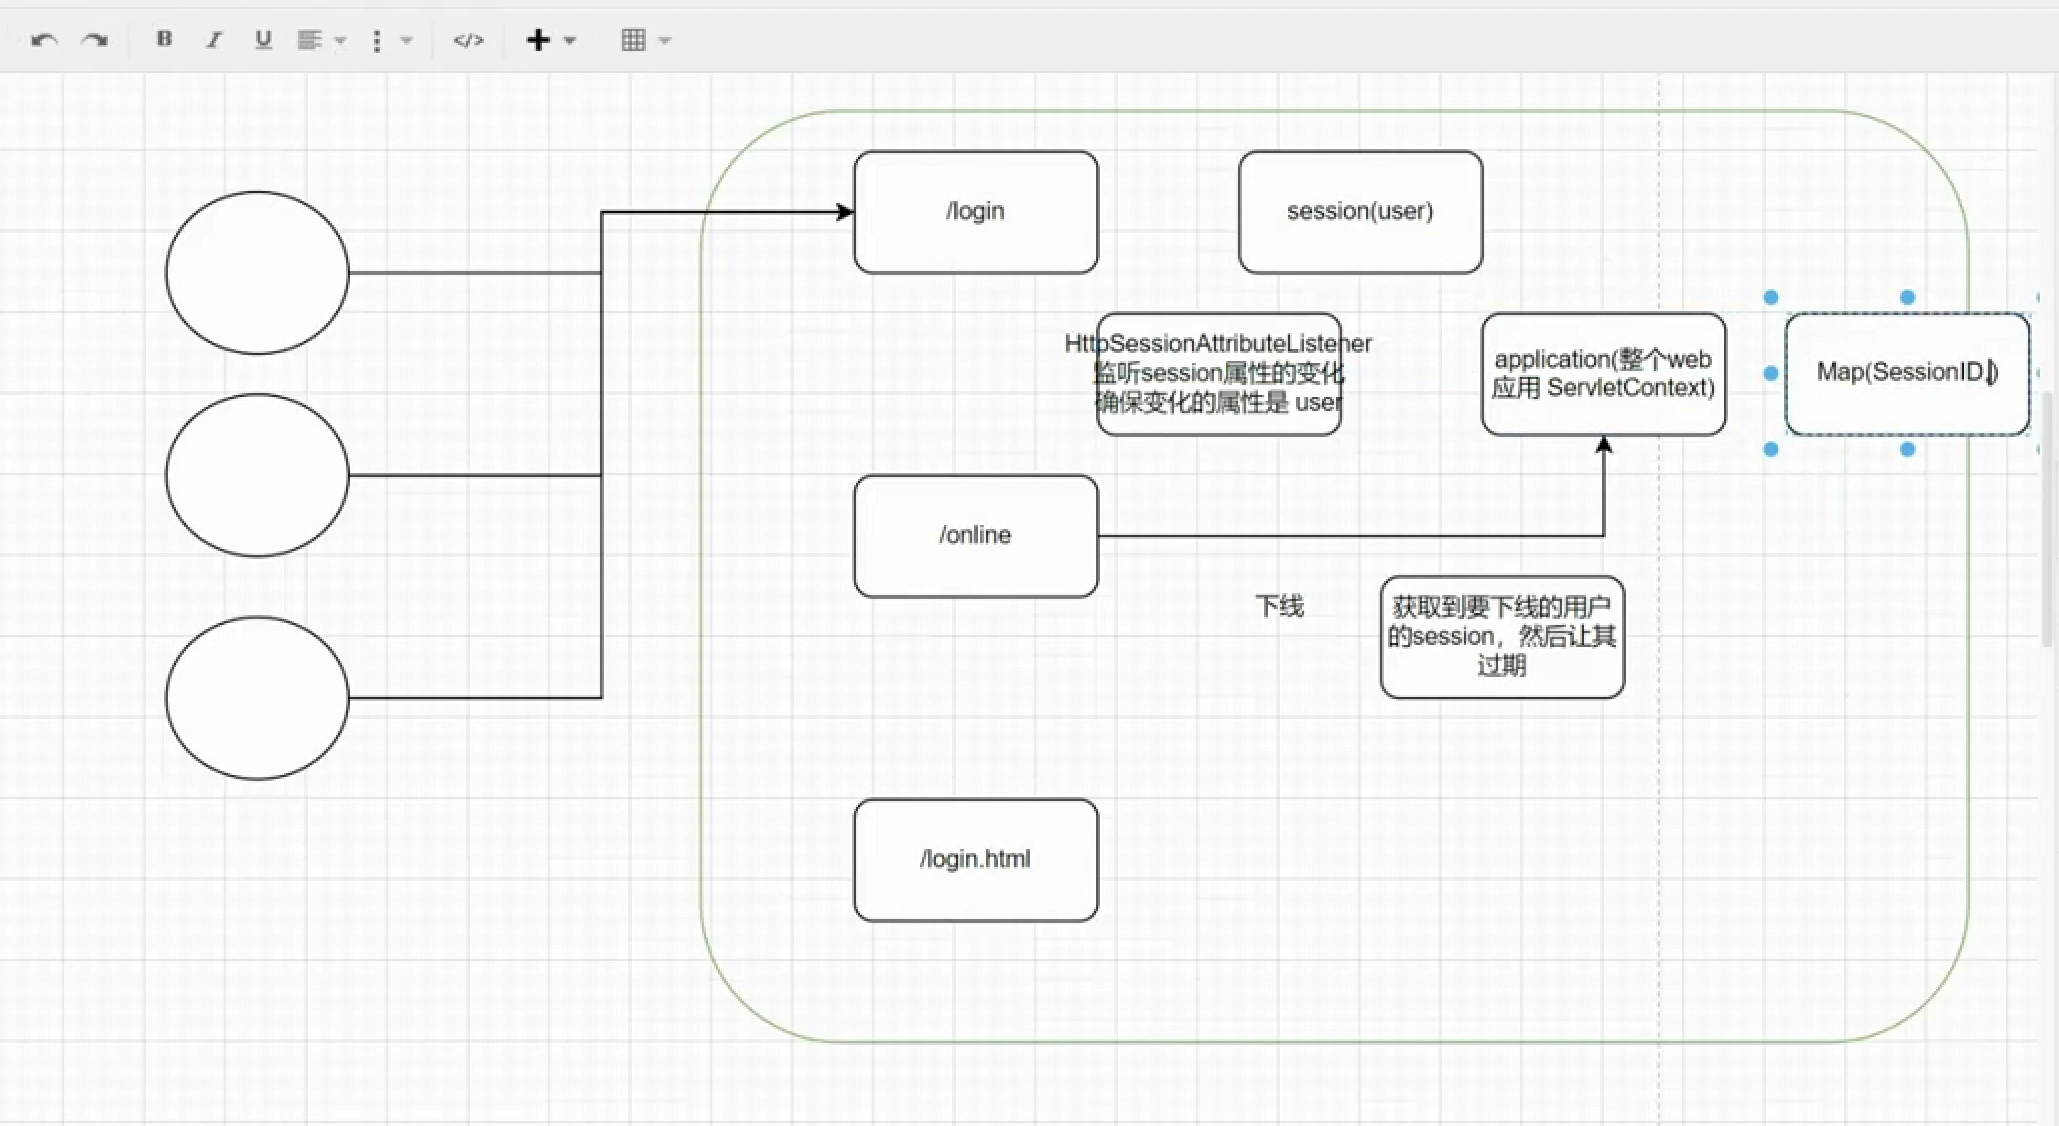 /login
session(user)
HttpSessionAttributeListener
监听session属性的变化
确保变化的属性是 user
application(整个web
应用 ServletContext)
Map(SessionID,)
/online
下线
获取到要下线的用户
的session，然后让其
过期
/login.html